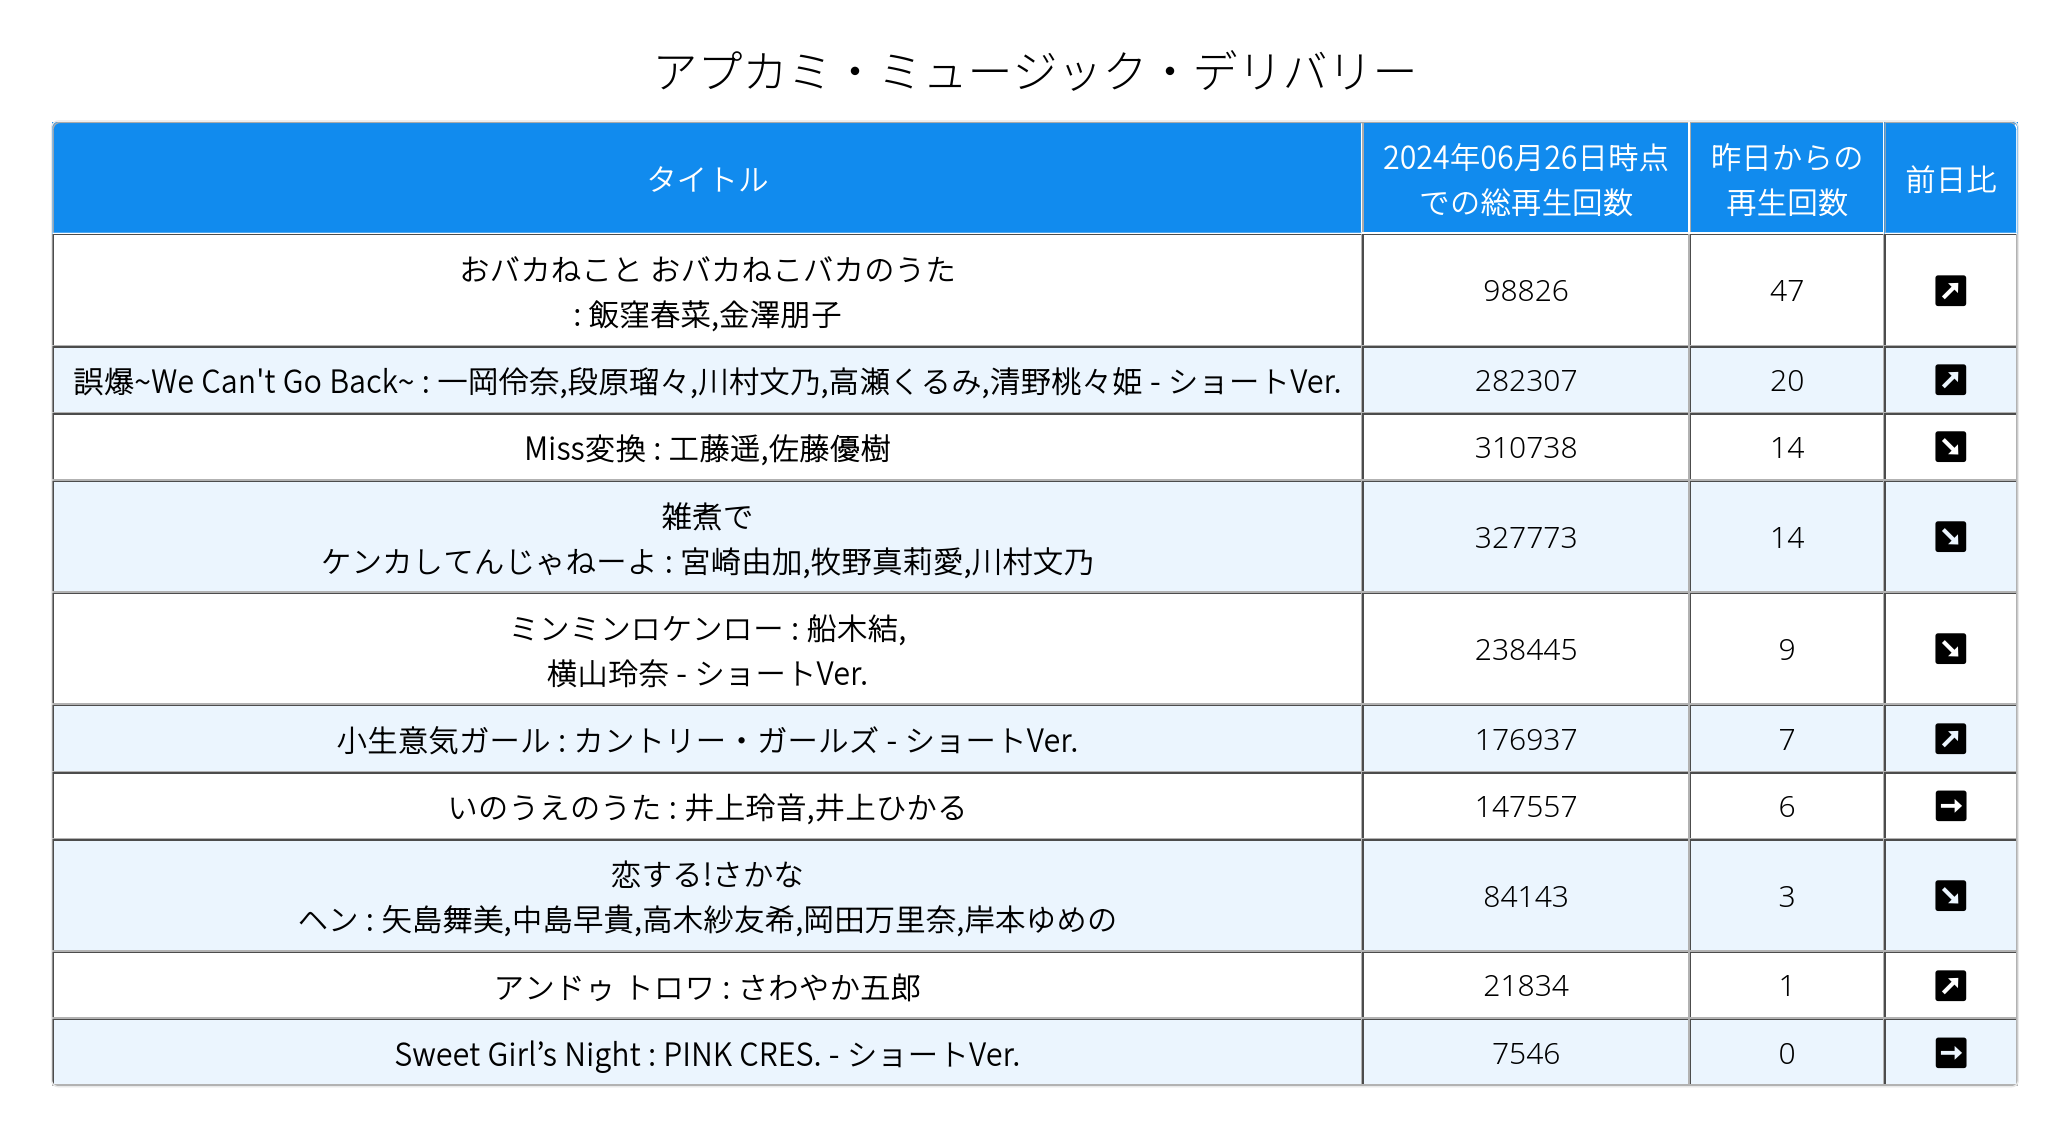 アプカミ・ミュージック・デリバリー
タイトル
2024年06月26日時点
での総再生回数
昨日からの
再生回数
前日比
おバカねこと おバカねこバカのうた
: 飯窪春菜,金澤朋子
98826
47
誤爆~We Can't Go Back~ : 一岡伶奈,段原瑠々,川村文乃,高瀬くるみ,清野桃々姫 - ショートVer.
282307
20
Miss変換 : 工藤遥,佐藤優樹
310738
14
雑煮で
ケンカしてんじゃねーよ : 宮崎由加,牧野真莉愛,川村文乃
327773
14
ミンミンロケンロー : 船木結,
横山玲奈 - ショートVer.
238445
9
小生意気ガール : カントリー・ガールズ - ショートVer.
176937
7
いのうえのうた : 井上玲音,井上ひかる
147557
6
恋する!さかな
ヘン : 矢島舞美,中島早貴,高木紗友希,岡田万里奈,岸本ゆめの
84143
3
アンドゥ トロワ : さわやか五郎
21834
1
Sweet Girl’s Night : PINK CRES. - ショートVer.
7546
0